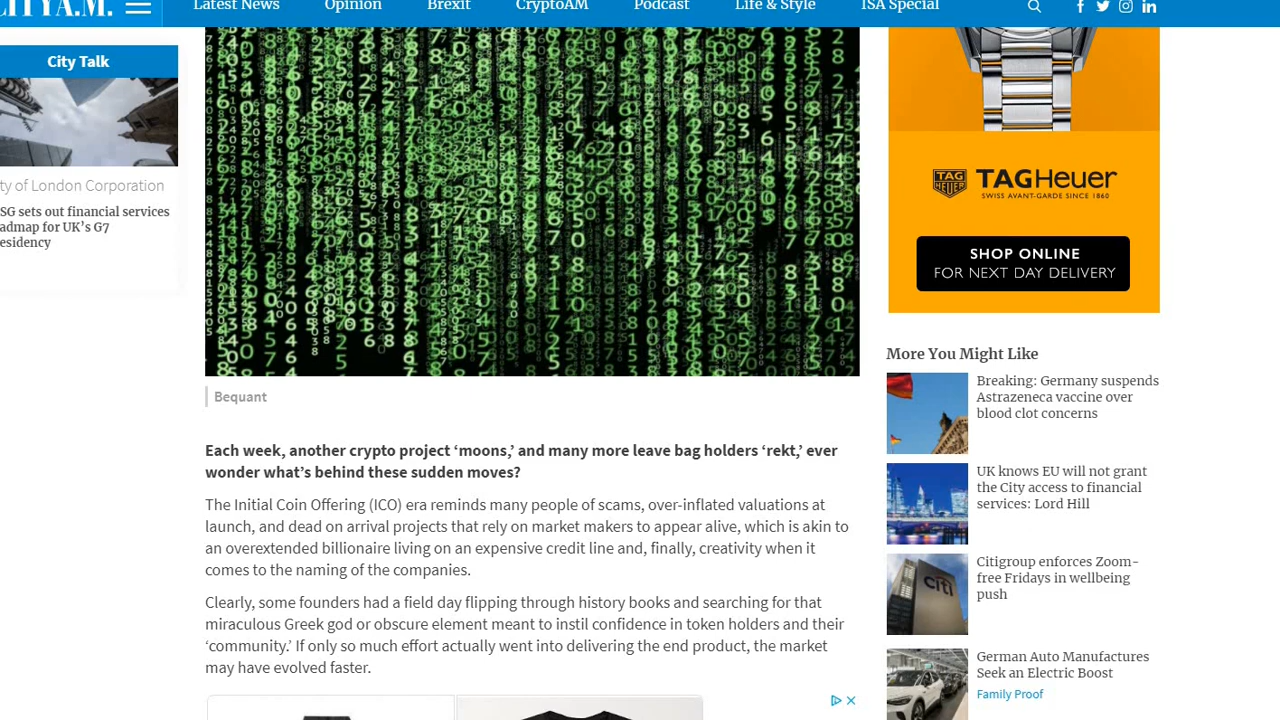 CITYA.M.
Latest News
Opinion
Brexit
CryptoAM
Podcast
Life & Style
ISA Special
City Talk
ty of London Corporation
SG sets out financial services
admap for UK’s G7
esidency
Bequant
Each week, another crypto project ‘moons,’ and many more leave bag holders ‘rekt,’ ever
wonder what’s behind these sudden moves?
The Initial Coin Offering (ICO) era reminds many people of scams, over-inflated valuations at
launch, and dead on arrival projects that rely on market makers to appear alive, which is akin to
an overextended billionaire living on an expensive credit line and, finally, creativity when it
comes to the naming of the companies.
Clearly, some founders had a field day flipping through history books and searching for that
miraculous Greek god or obscure element meant to instil confidence in token holders and their
‘community.’ If only so much effort actually went into delivering the end product, the market
may have evolved faster.
TAG
HEUER
TAGHeuer
SWISS AVANT-GARDE SINCE 1860
SHOP ONLINE
FOR NEXT DAY DELIVERY
More You Might Like
Breaking: Germany suspends
Astrazeneca vaccine over
blood clot concerns
UK knows EU will not grant
the City access to financial
services: Lord Hill
citi
Citigroup enforces Zoom-
free Fridays in wellbeing
push
German Auto Manufactures
Seek an Electric Boost
Family Proof